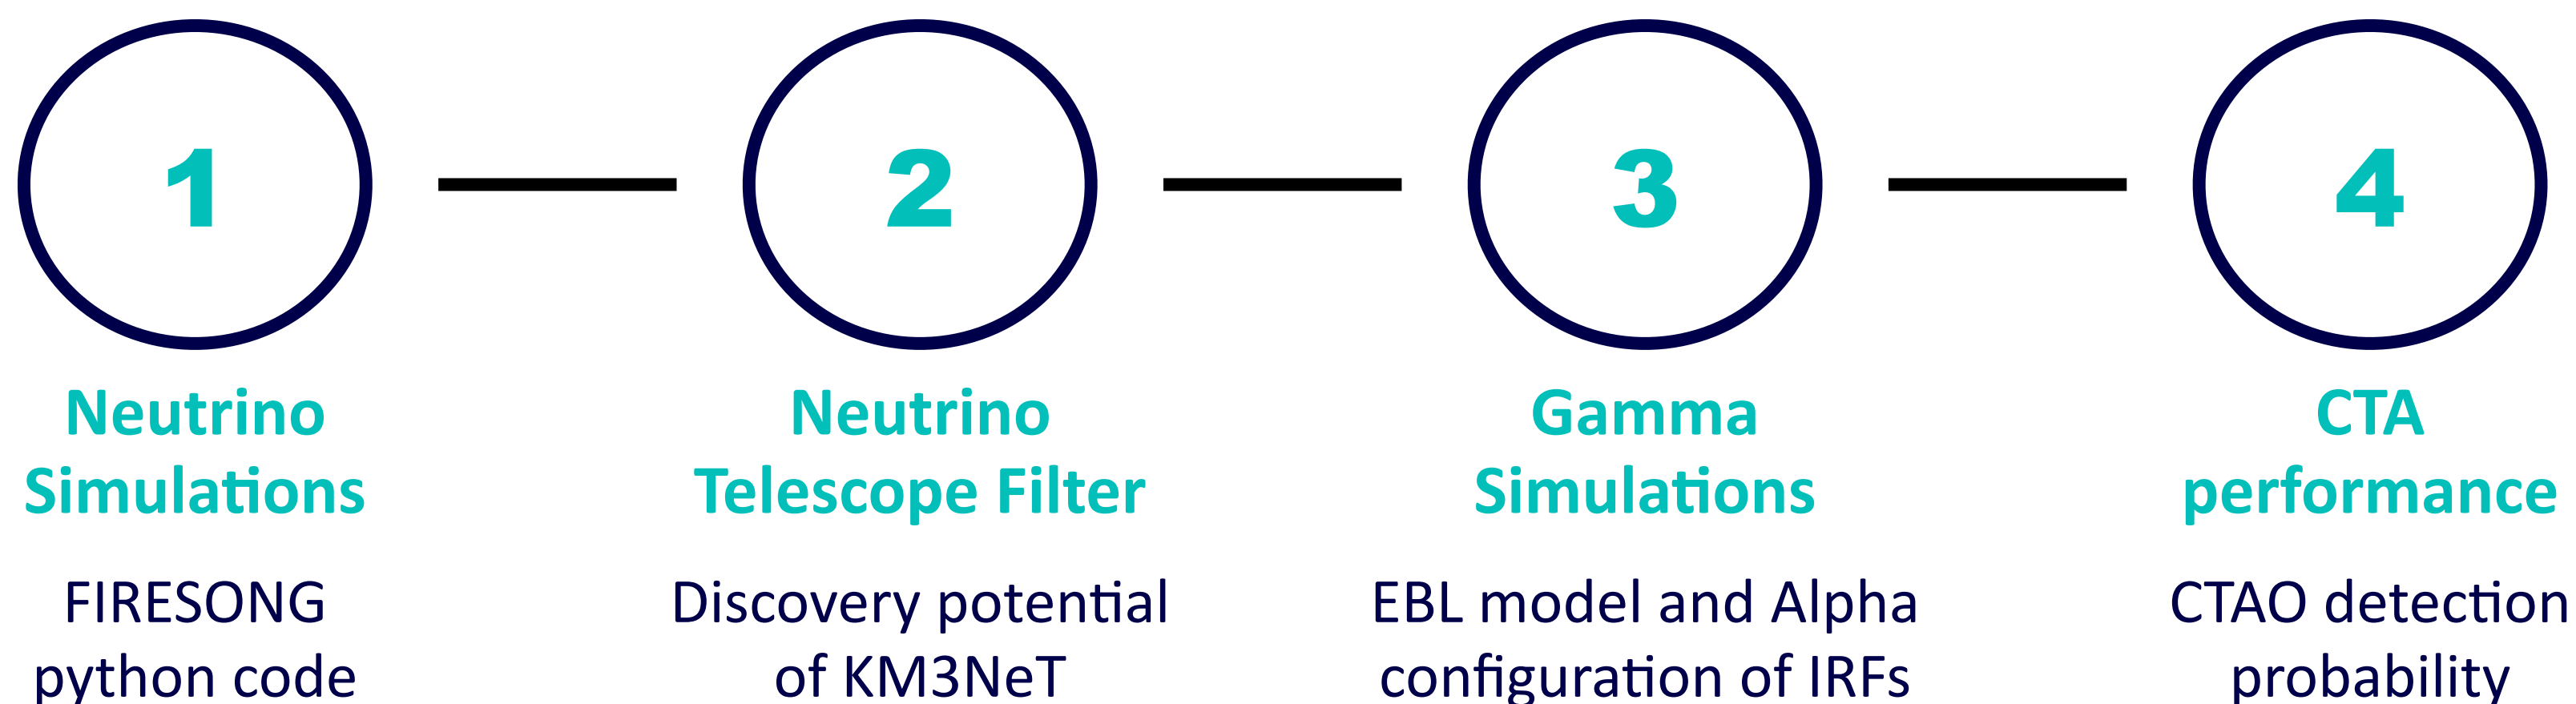 1
Neutrino
Simulations
FIRESONG
python code
2
Neutrino
Telescope Filter
Discovery potential
of KM3NeT
3
Gamma
Simulations
EBL model and Alpha
configuration of IRFs
4
CTA
performance
CTAO detection
probability